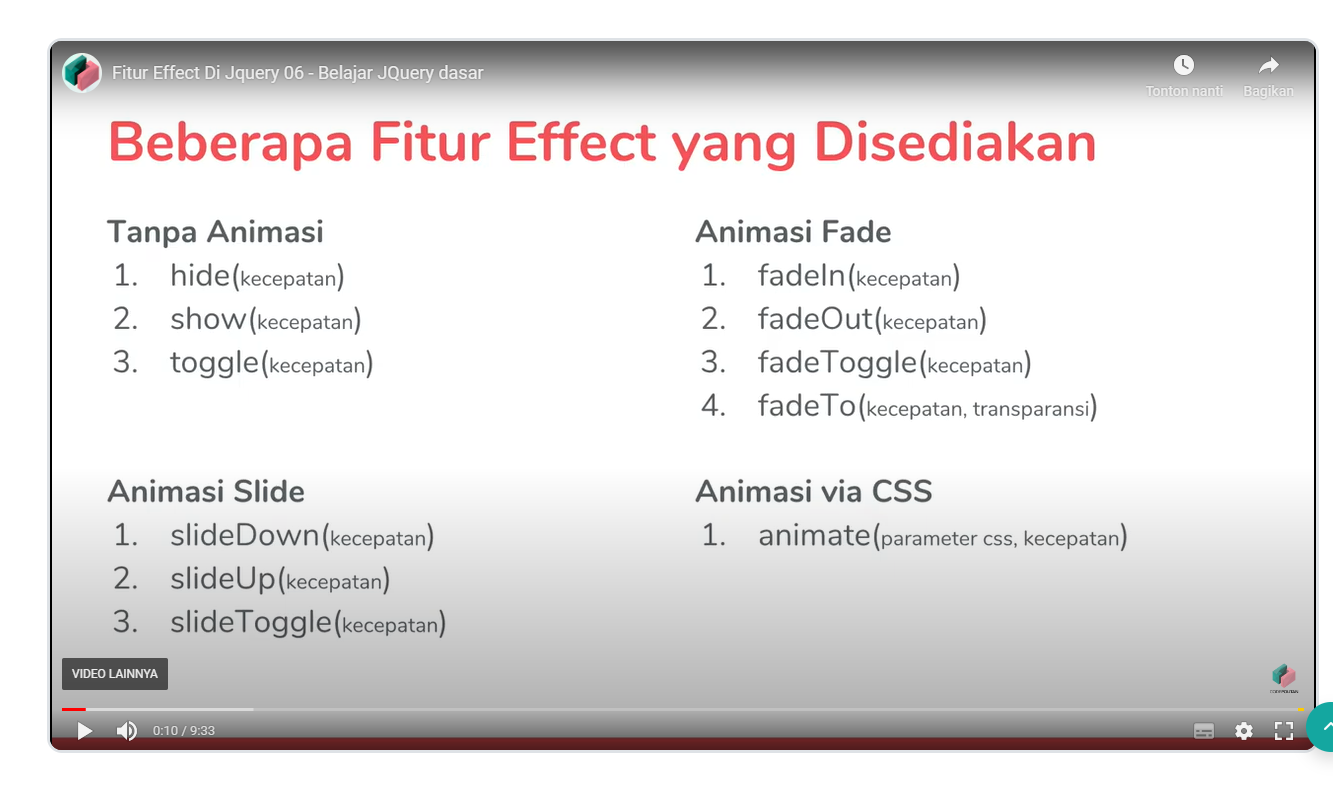 Fitur Effect Di Jquery 06 - Belajar JQuery dasar
Tonton nanti
Bagikan
Beberapa Fitur Effect yang Disediakan
Tanpa Animasi
1. hide(kecepatan)
2. show(kecepatan)
3. toggle(kecepatan)
Animasi Fade
1. fadeIn(kecepatan)
2. fadeOut(kecepatan)
3. fadeToggle(kecepatan)
4. fadeTo(kecepatan, transparansi)
Animasi Slide
1. slideDown(kecepatan)
2. slideUp(kecepatan)
3. slideToggle(kecepatan)
Animasi via CSS
1. animate(parameter css, kecepatan)
VIDEO LAINNYA
CODEPOLITAN
0:10 / 9:33